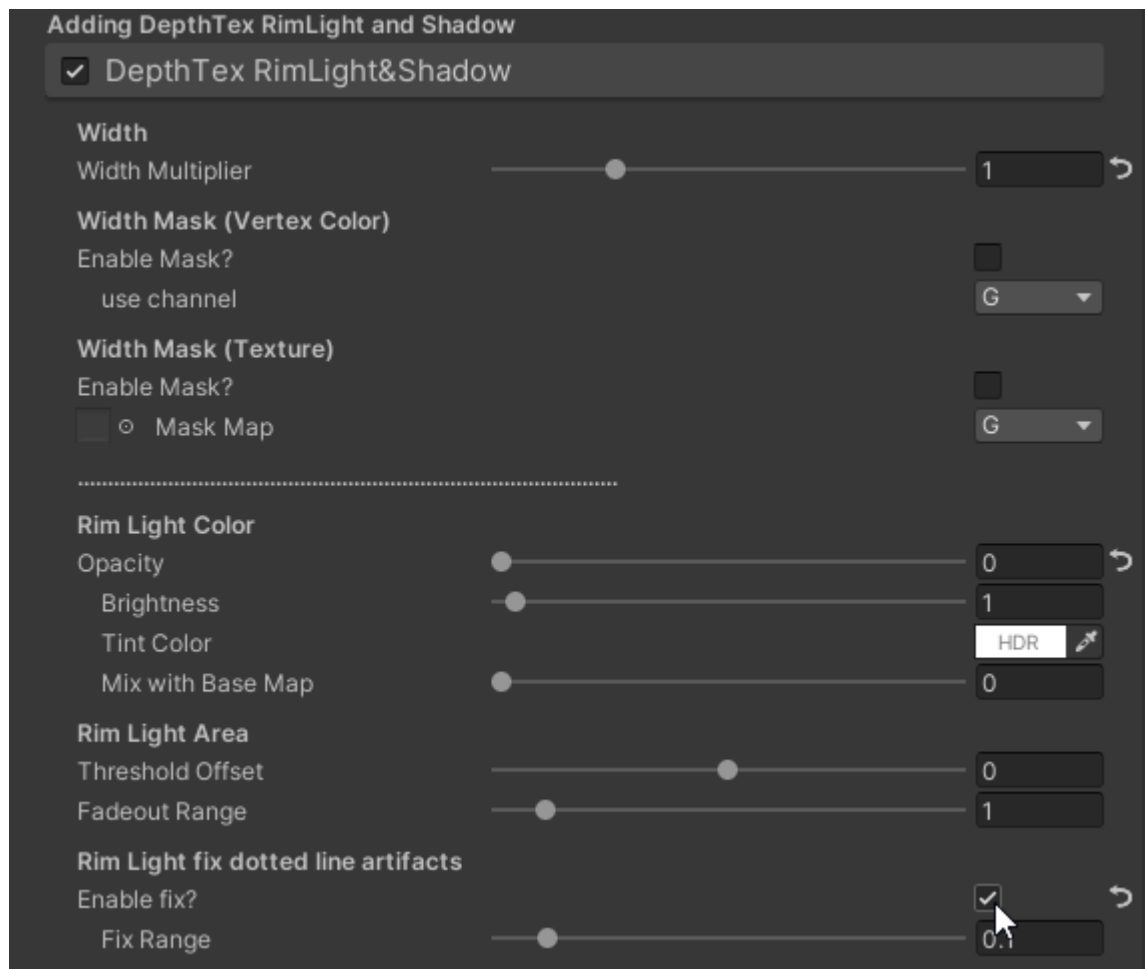 Adding DepthTex RimLight and Shadow
DepthTex RimLight&Shadow
Width
Width Multiplier 1
Width Mask (Vertex Color)
Enable Mask?
use channel G
Width Mask (Texture)
Enable Mask?
Mask Map G
Rim Light Color
Opacity 0
Brightness 1
Tint Color HDR
Mix with Base Map 0
Rim Light Area
Threshold Offset 0
Fadeout Range 1
Rim Light fix dotted line artifacts
Enable fix?
Fix Range 0.1